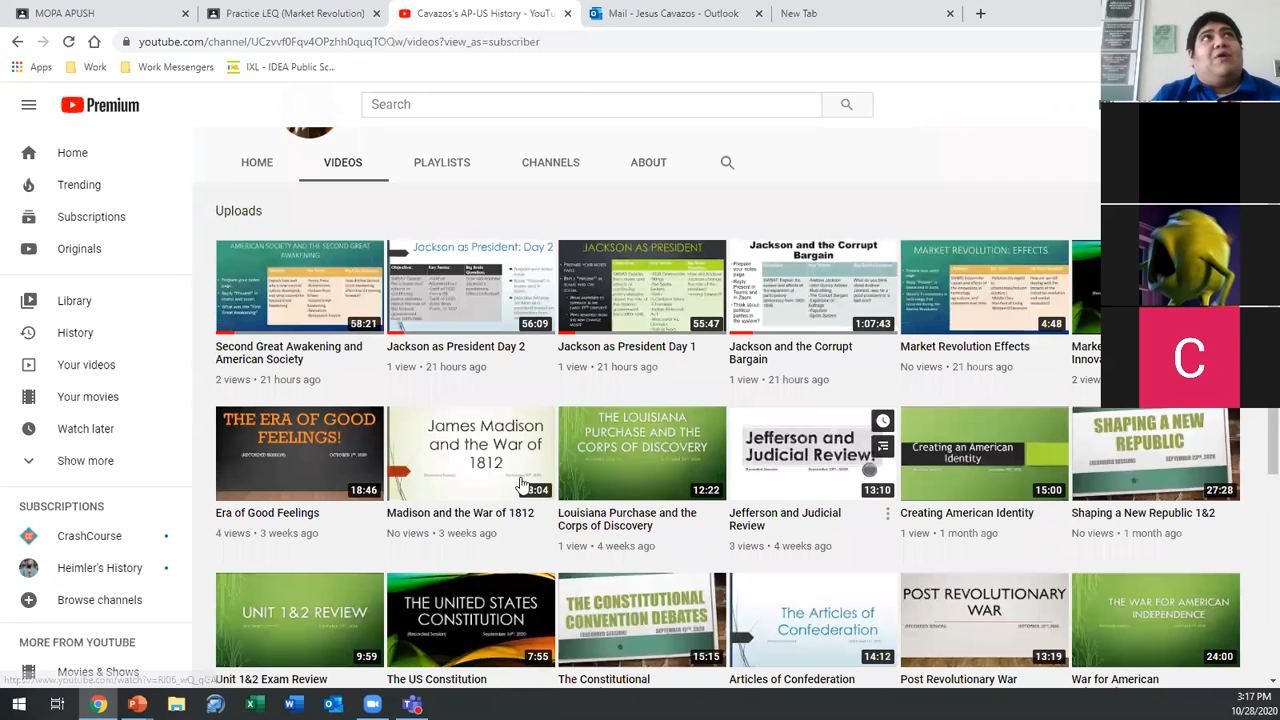 MOPA APUSH
LEQ (Market Revolution)
's AP-US History - YouTu
Mail - 
- Outlook
New Tab
Apps
Work
Work Messengers
- IDEA Public Sc
Premium
Search
HOME
VIDEOS
PLAYLISTS
CHANNELS
ABOUT
Home
Trending
Subscriptions
Originals
Library
History
Your videos
Your movies
Watch later
Show more
SUBSCRIPTIONS
CrashCourse
Heimler's History
Browse channels
MORE FROM YOUTUBE
Movies & Shows
Uploads
AMERICAN SOCIETY AND THE SECOND GREAT
AWAKENING
58:21
Second Great Awakening and
American Society
2 views • 21 hours ago
Jackson as President: Day 2
56:09
Jackson as President Day 2
1 view • 21 hours ago
JACKSON AS PRESIDENT
55:47
Jackson as President Day 1
1 view • 21 hours ago
Jackson and the Corrupt
Bargain
1:07:43
Jackson and the Corrupt
Bargain
1 view • 21 hours ago
MARKET REVOLUTION: EFFECTS
4:48
Market Revolution Effects
No views • 21 hours ago
Marke
Innova
2 view
THE ERA OF GOOD
FEELINGS!
18:46
Era of Good Feelings
4 views • 3 weeks ago
James Madison
and the War of
1812
3:04
Madison and the War of 1812
No views • 3 weeks ago
THE LOUISIANA
PURCHASE AND THE
CORPS OF DISCOVERY
12:22
Louisiana Purchase and the
Corps of Discovery
1 view • 4 weeks ago
Jefferson and
Judicial Review!
13:10
Jefferson and Judicial
Review
3 views • 4 weeks ago
Creating an American
Identity
15:00
Creating American Identity
1 view • 1 month ago
SHAPING A NEW
REPUBLIC
27:28
Shaping a New Republic 1&2
No views • 1 month ago
UNIT 1&2 REVIEW
9:59
Unit 1&2 Exam Review
THE UNITED STATES
CONSTITUTION
(Recorded Session)
7:55
The US Constitution
THE CONSTITUTIONAL
CONVENTION DEBATES
15:15
The Constitutional
The Articles of
Confederation
14:12
Articles of Confederation
POST REVOLUTIONARY
WAR
13:19
Post Revolutionary War
THE WAR FOR AMERICAN
INDEPENDENCE
24:00
War for American
C
3:17 PM
10/28/2020